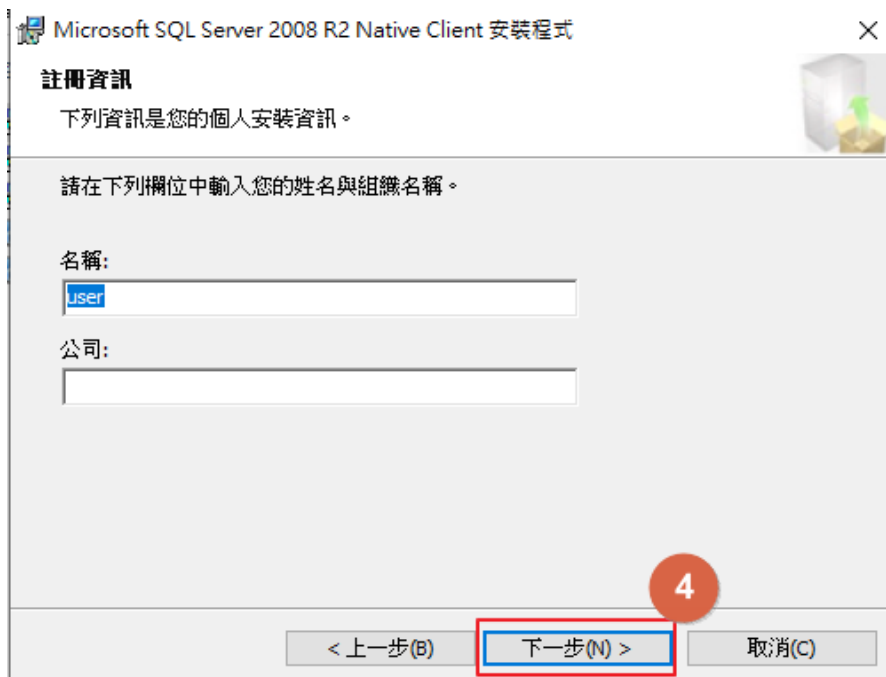 Microsoft SQL Server 2008 R2 Native Client 安裝程式
註冊資訊
下列資訊是您的個人安裝資訊。
請在下列欄位中輸入您的姓名與組織名稱。
名稱:
user
公司:
4
< 上一步(B) 下一步(N) > 取消(C)